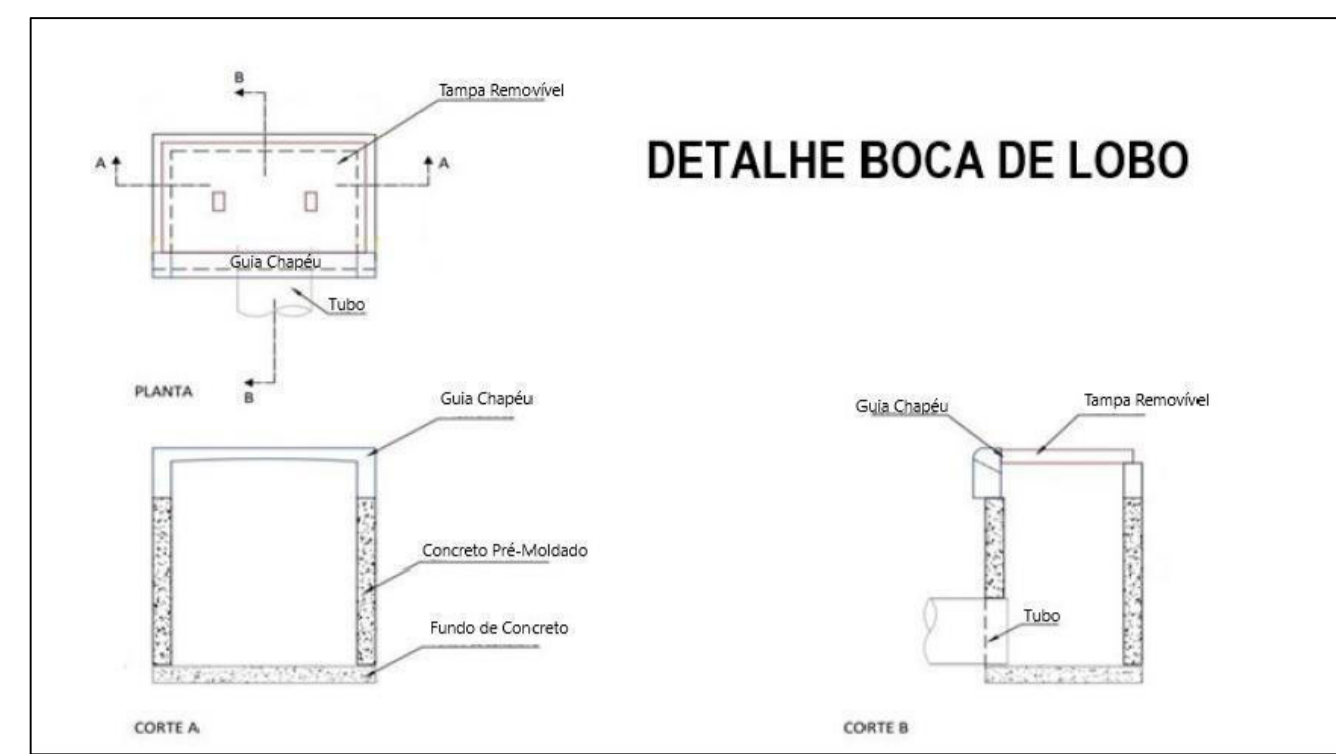 B
Tampa Removível
DETALHE BOCA DE LOBO
A
A
Guia Chapéu
Tubo
PLANTA
B
Guia Chapéu
Concreto Pré-Moldado
Fundo de Concreto
CORTE A
Guia Chapéu
Tampa Removível
Tubo
CORTE B